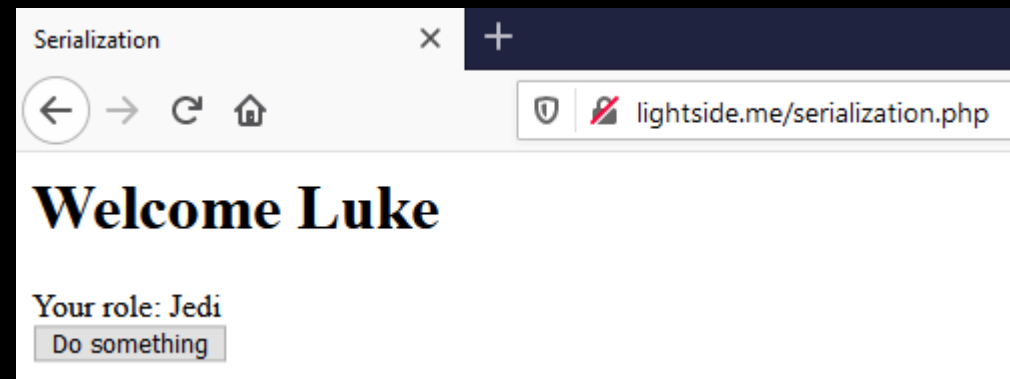 Serialization
lightside.me/serialization.php
Welcome Luke
Your role: Jedi
Do something